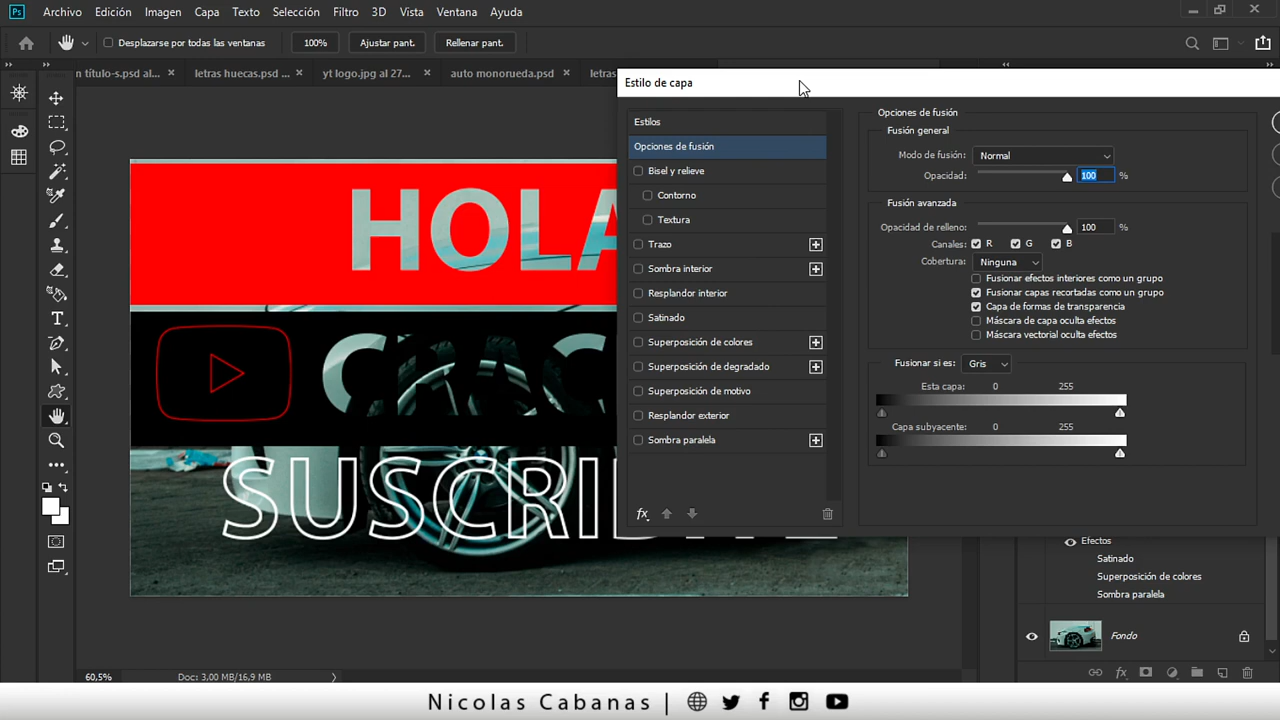 Ps Archivo Edición Imagen Capa Texto Selección Filtro 3D Vista Ventana Ayuda
Desplazarse por todas las ventanas 100% Ajustar pant. Rellenar pant.
n título-s.psd al... × letras huecas.psd ... × yt logo.jpg al 27... × auto monorueda.psd × letras
Estilo de capa
Estilos
Opciones de fusión
Bisel y relieve
Contorno
Textura
Trazo
Sombra interior
Resplandor interior
Satinado
Superposición de colores
Superposición de degradado
Superposición de motivo
Resplandor exterior
Sombra paralela
fx
Opciones de fusión
Fusión general
Modo de fusión: Normal
Opacidad: 100 %
Fusión avanzada
Opacidad de relleno: 100 %
Canales: R G B
Cobertura: Ninguna
Fusionar efectos interiores como un grupo
Fusionar capas recortadas como un grupo
Capa de formas de transparencia
Máscara de capa oculta efectos
Máscara vectorial oculta efectos
Fusionar si es: Gris
Esta capa: 0 255
Capa subyacente: 0 255
HOLA
CRAC
SUSCRIBITE
Efectos
Satinado
Superposición de colores
Sombra paralela
Fondo
fx
60,5% Doc: 3,00 MB/16,9 MB
Nicolas Cabanas |